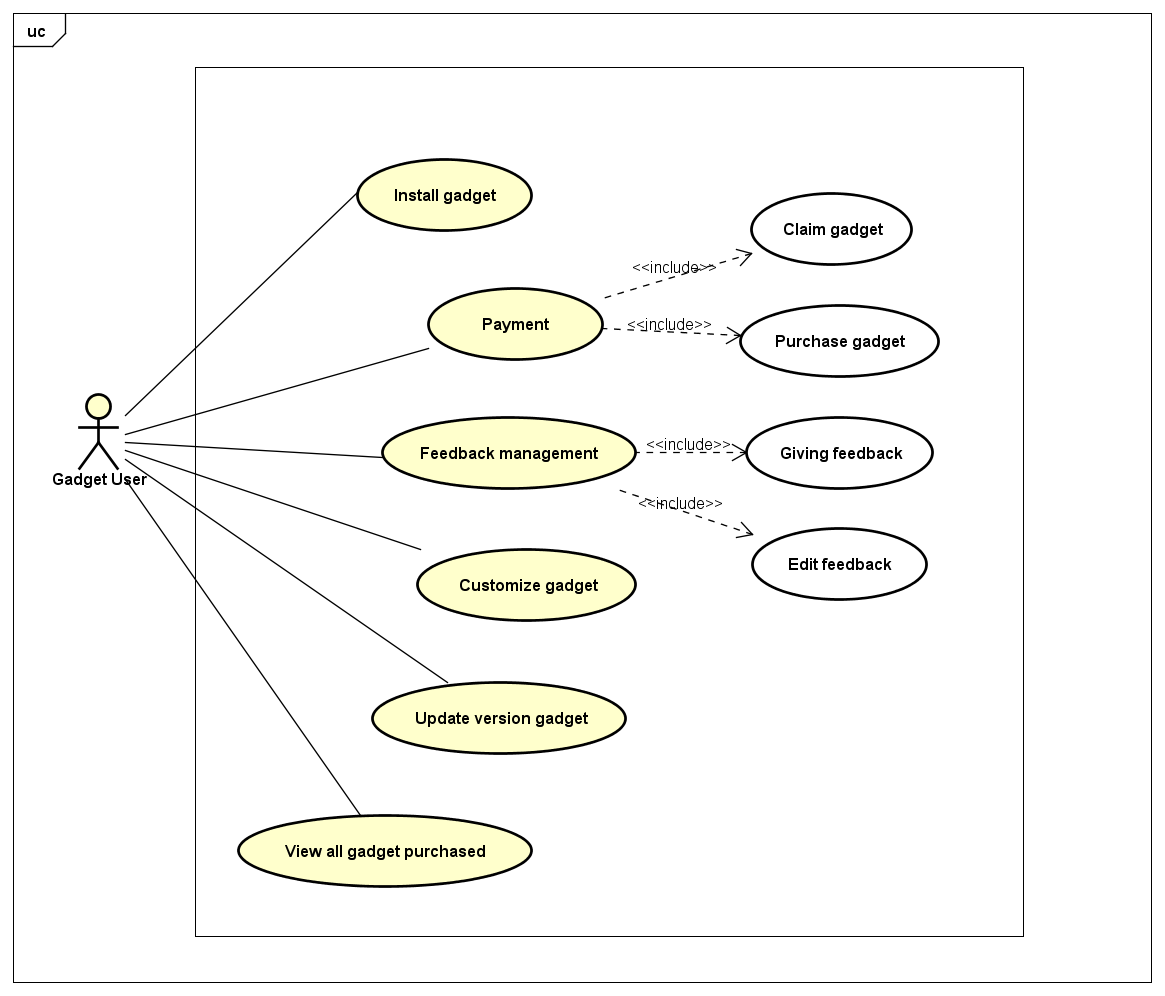 uc
Install gadget
Claim gadget
<<include>>
Payment
<<include>>
Purchase gadget
Gadget User
Feedback management
<<include>>
Giving feedback
<<include>>
Edit feedback
Customize gadget
Update version gadget
View all gadget purchased